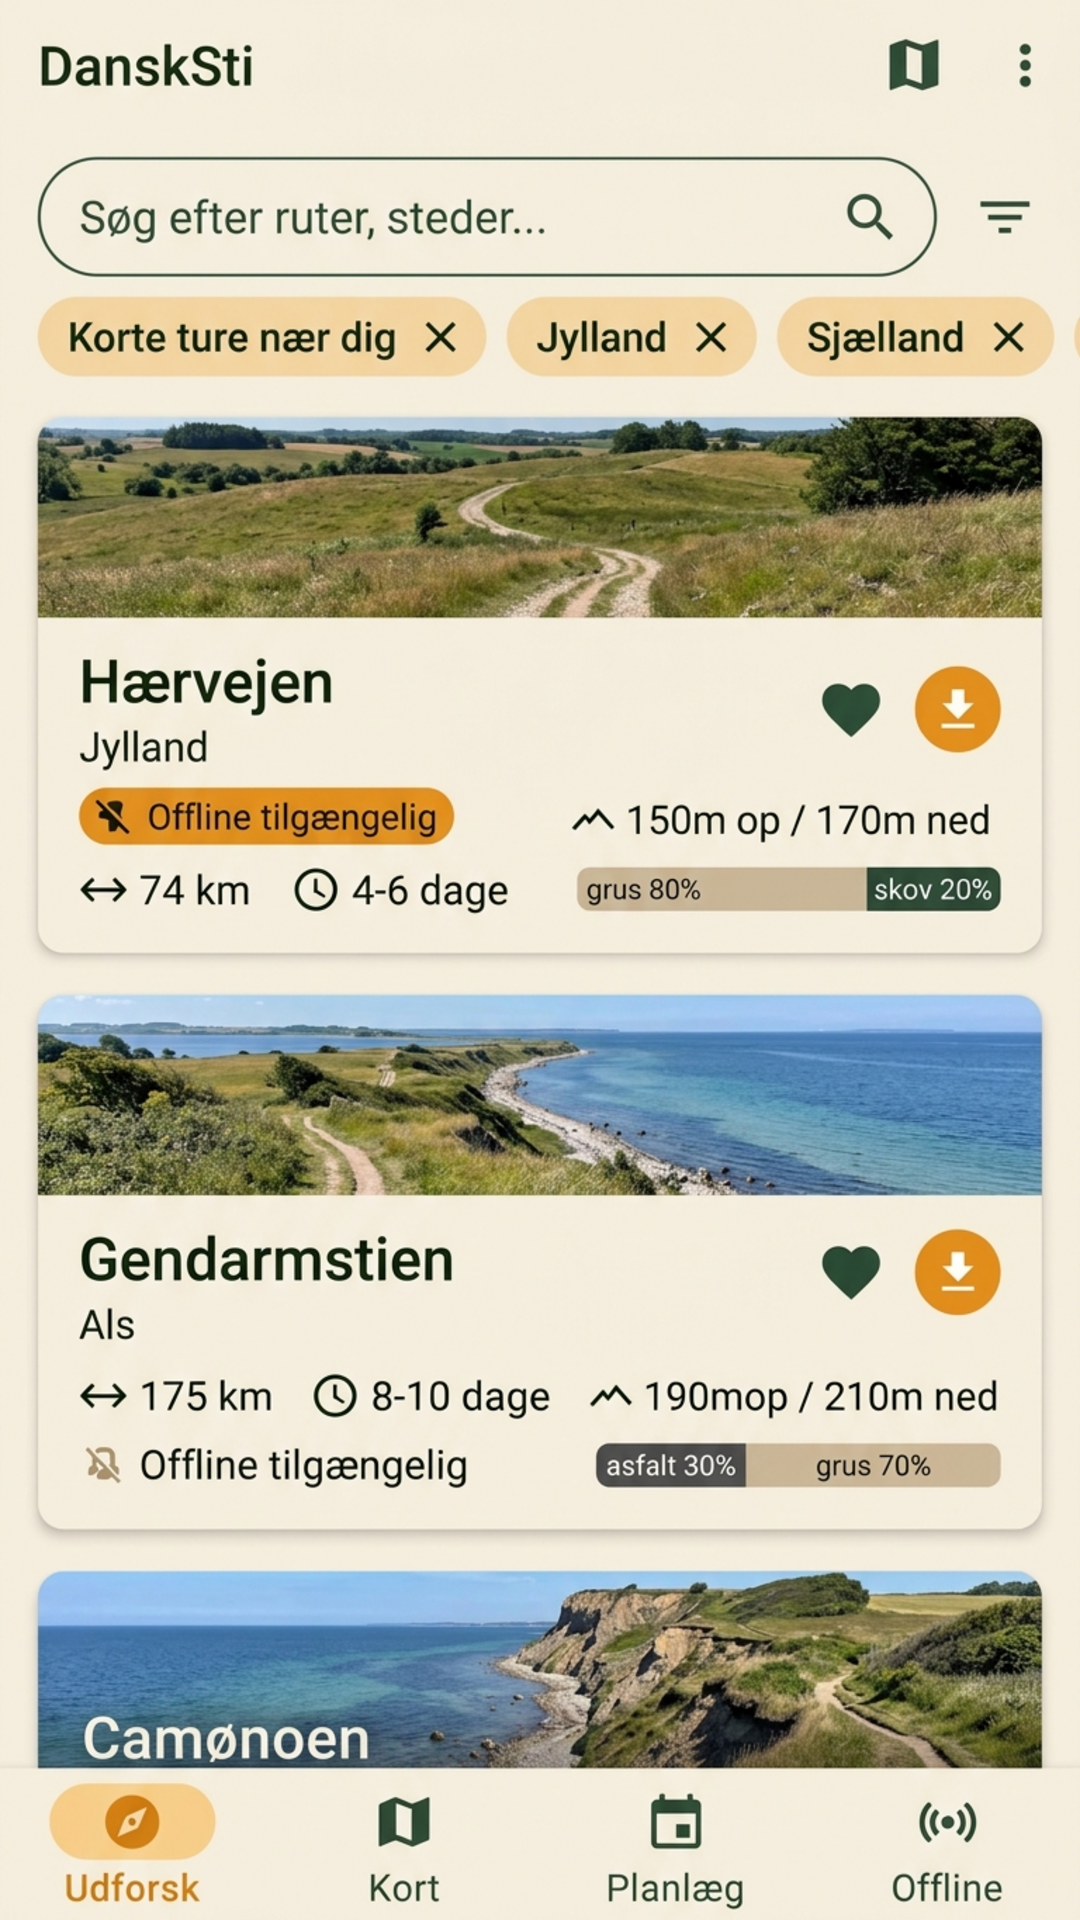 DanskSti
Søg efter ruter, steder...
Korte ture nær dig
Jylland
Sjælland
Hærvejen
Jylland
Offline tilgængelig
150m op / 170m ned
74 km
4-6 dage
grus 80%
skov 20%
Gendarmstien
Als
175 km
8-10 dage
190mop / 210m ned
Offline tilgængelig
asfalt 30%
grus 70%
Camønoen
Udforsk
Kort
Planlæg
Offline